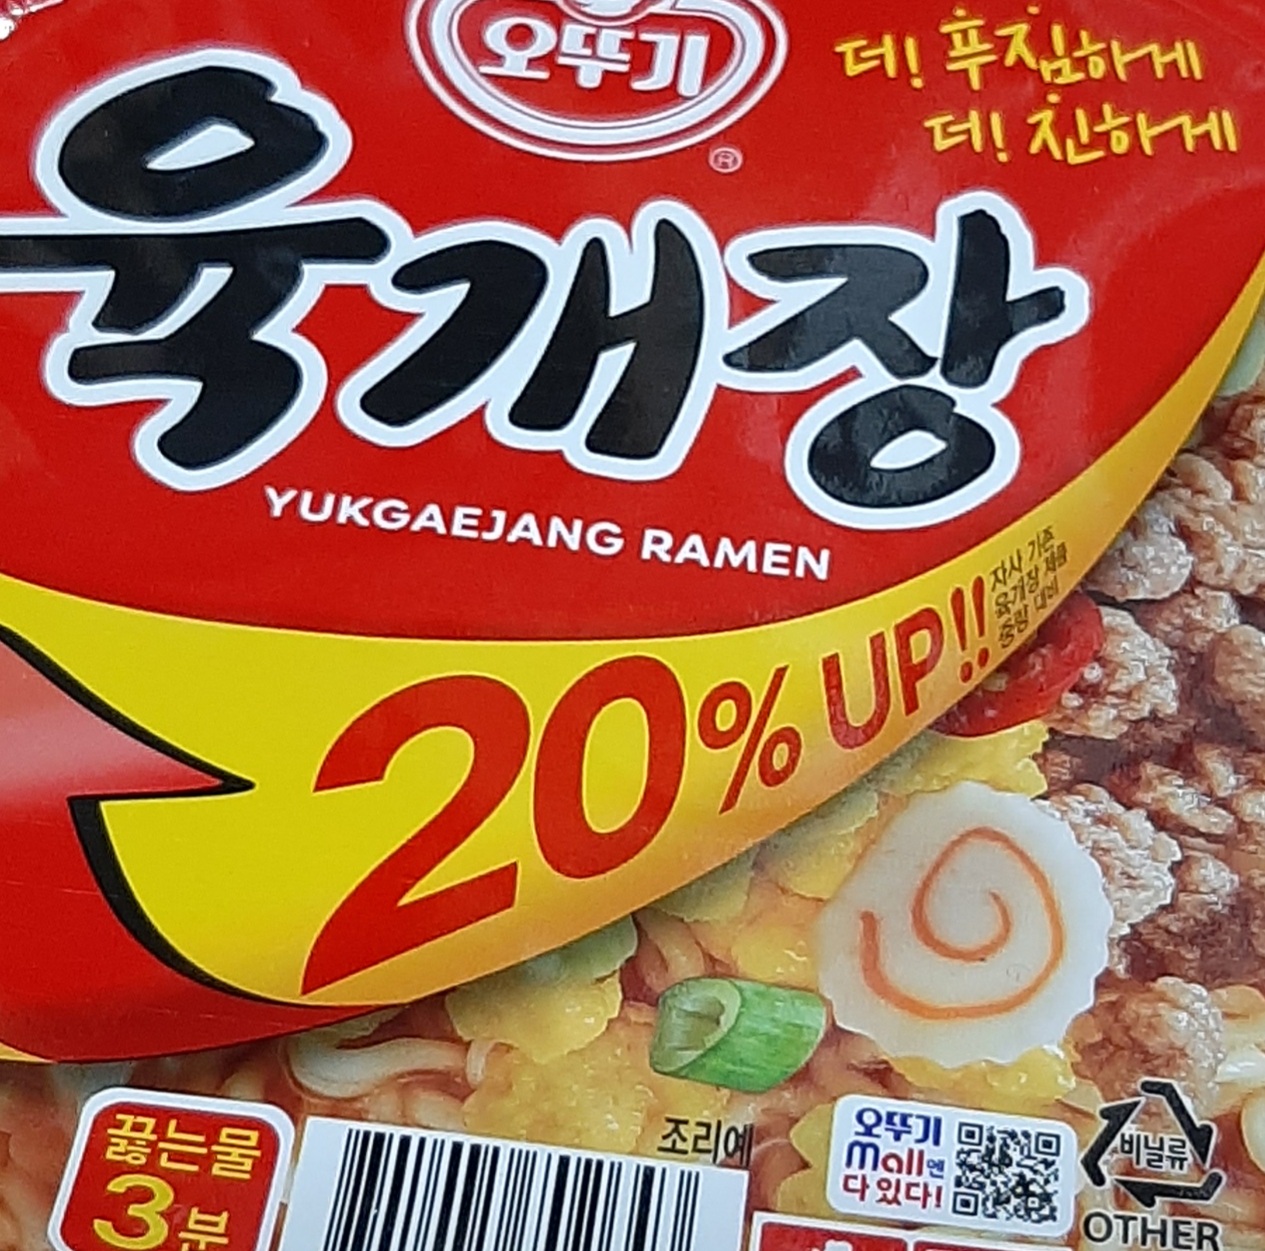 오뚜기
®
더! 푸짐하게
더! 진하게
육개장
YUKGAEJANG RAMEN
20% UP!!
자사 기존
육개장 제품
중량 대비
조리예
끓는물
3분
오뚜기
mall엔
다 있다!
비닐류
OTHER